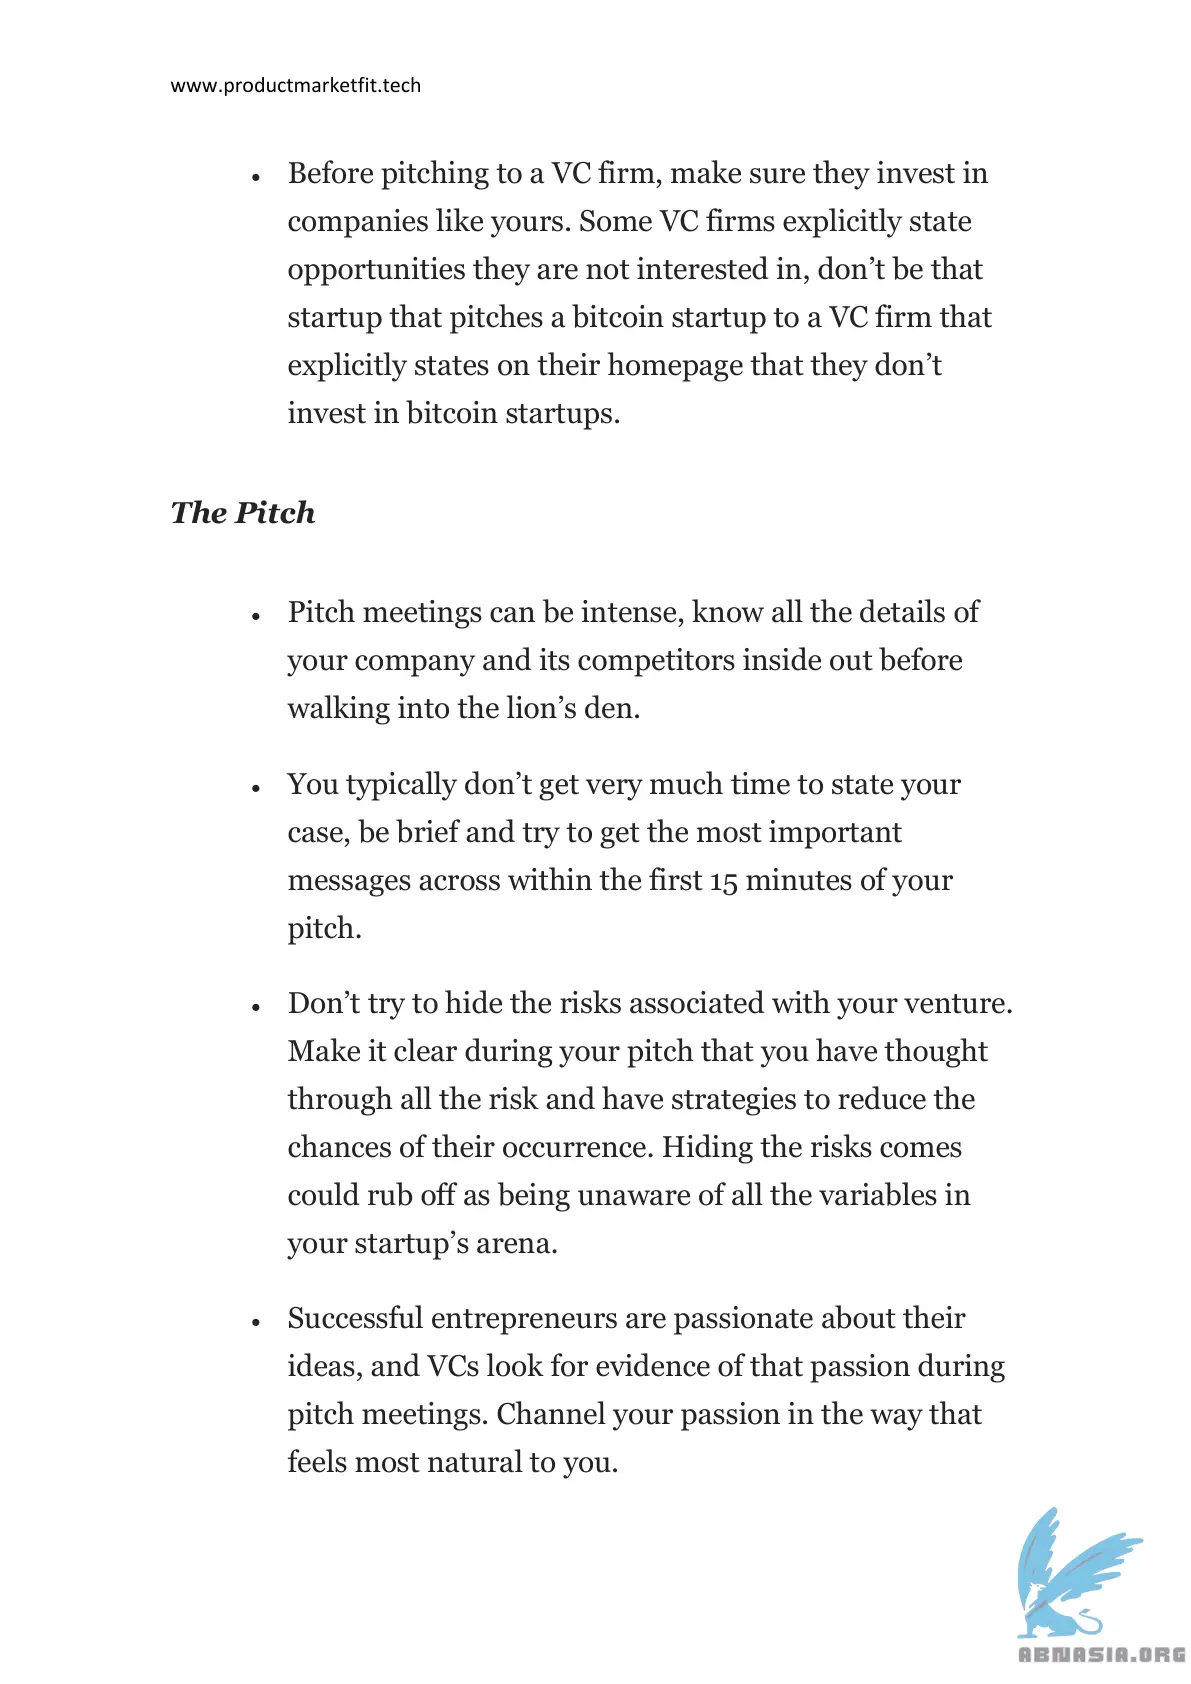 www.productmarketfit.tech
• Before pitching to a VC firm, make sure they invest in
companies like yours. Some VC firms explicitly state
opportunities they are not interested in, don’t be that
startup that pitches a bitcoin startup to a VC firm that
explicitly states on their homepage that they don’t
invest in bitcoin startups.
The Pitch
• Pitch meetings can be intense, know all the details of
your company and its competitors inside out before
walking into the lion’s den.
• You typically don’t get very much time to state your
case, be brief and try to get the most important
messages across within the first 15 minutes of your
pitch.
• Don’t try to hide the risks associated with your venture.
Make it clear during your pitch that you have thought
through all the risk and have strategies to reduce the
chances of their occurrence. Hiding the risks comes
could rub off as being unaware of all the variables in
your startup’s arena.
• Successful entrepreneurs are passionate about their
ideas, and VCs look for evidence of that passion during
pitch meetings. Channel your passion in the way that
feels most natural to you.
ABNASIA.ORG